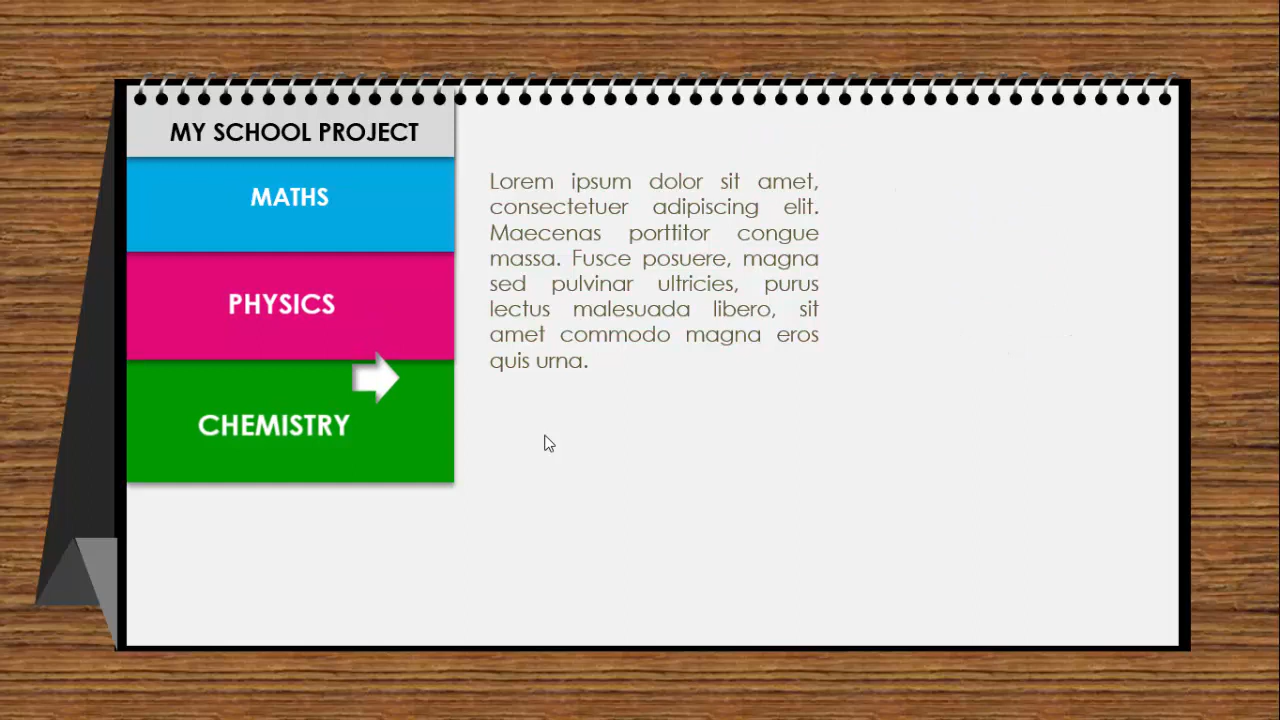 MY SCHOOL PROJECT
MATHS
PHYSICS
CHEMISTRY
Lorem ipsum dolor sit amet,
consectetuer adipiscing elit.
Maecenas porttitor congue
massa. Fusce posuere, magna
sed pulvinar ultricies, purus
lectus malesuada libero, sit
amet commodo magna eros
quis urna.